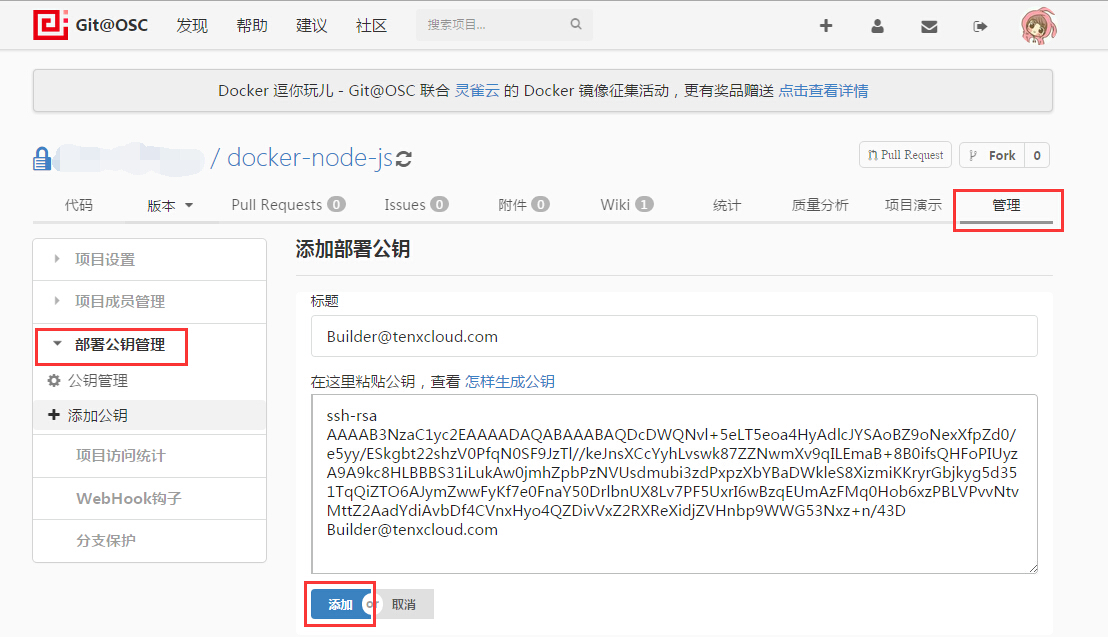 Git@OSC 发现 帮助 建议 社区 搜索项目...
Docker 逗你玩儿 - Git@OSC 联合 灵雀云 的 Docker 镜像征集活动，更有奖品赠送 点击查看详情
/ docker-node-js
Pull Request Fork 0
代码 版本 Pull Requests 0 Issues 0 附件 0 Wiki 1 统计 质量分析 项目演示 管理
项目设置
项目成员管理
部署公钥管理
公钥管理
添加公钥
项目访问统计
WebHook钩子
分支保护
添加部署公钥
标题
Builder@tenxcloud.com
在这里粘贴公钥，查看 怎样生成公钥
ssh-rsa
AAAAB3NzaC1yc2EAAAADAQABAAABAQDcDWQNvl+5eLT5eoa4HyAdlcJYSAoBZ9oNexXfpZd0/
e5yy/ESkgbt22shzV0PfqN0SF9JzTl//keJnsXCcYyhLvswk87ZZNwmXv9qILEmaB+8B0ifsQHFoPIUyz
A9A9kc8HLBBBS31iLukAw0jmhZpbPzNVUsdmubi3zdPxpzXbYBaDWkleS8XizmiKKryrGbjkyg5d35
1TqQiZTO6AJymZwwFyKf7e0FnaY50DrlbnUX8Lv7PF5UxrI6wBzqEUmAzFMq0Hob6xzPBLVPvvNtv
MttZ2AadYdiAvbDf4CVnxHyo4QZDivVxZ2RXReXidjZVHnbp9WWG53Nxz+n/43D
Builder@tenxcloud.com
添加 or 取消